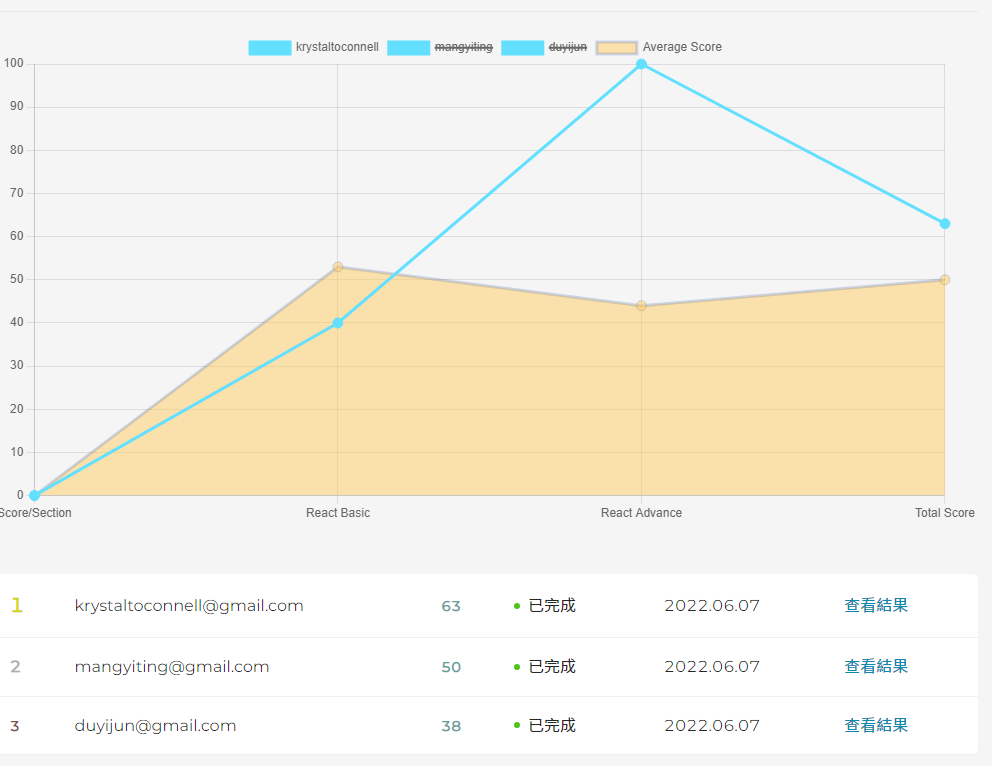 krystaltoconnell mangyiting duyijun Average Score
100
90
80
70
60
50
40
30
20
10
0
Score/Section React Basic React Advance Total Score
1 krystaltoconnell@gmail.com 63 已完成 2022.06.07 查看結果
2 mangyiting@gmail.com 50 已完成 2022.06.07 查看結果
3 duyijun@gmail.com 38 已完成 2022.06.07 查看結果